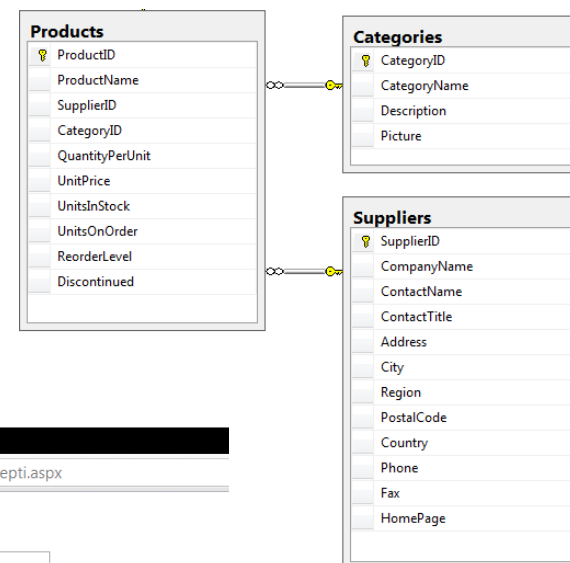 Products
ProductID
ProductName
SupplierID
CategoryID
QuantityPerUnit
UnitPrice
UnitsInStock
UnitsOnOrder
ReorderLevel
Discontinued
Categories
CategoryID
CategoryName
Description
Picture
Suppliers
SupplierID
CompanyName
ContactName
ContactTitle
Address
City
Region
PostalCode
Country
Phone
Fax
HomePage
epti.aspx